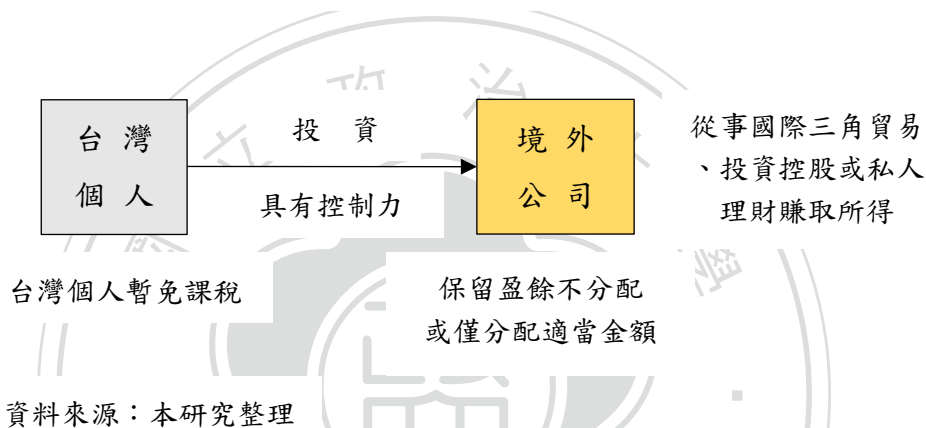 台 灣
個 人
投 資
具有控制力
境 外
公 司
從事國際三角貿易
、投資控股或私人
理財賺取所得
台灣個人暫免課稅
保留盈餘不分配
或僅分配適當金額
資料來源：本研究整理
政 治